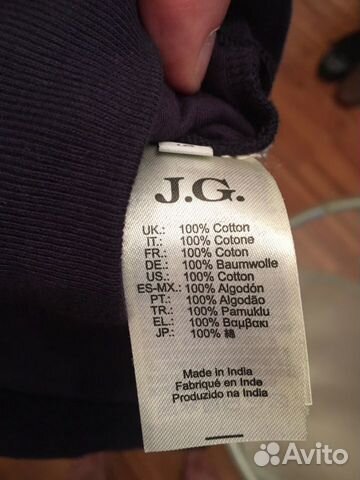 J.G.
UK.: 100% Cotton
IT.: 100% Cotone
FR.: 100% Coton
DE.: 100% Baumwolle
US.: 100% Cotton
ES-MX.: 100% Algodón
PT.: 100% Algodão
TR.: 100% Pamuklu
EL.: 100% Βαμβακι
JP.: 100% 綿
Made in India
Fabriqué en Inde
Produzido na India
Avito